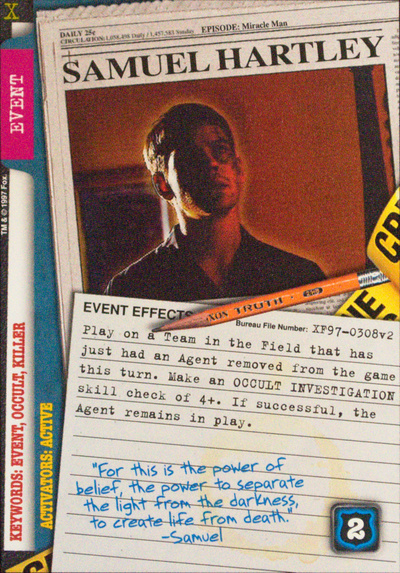 X
EPISODE: Miracle Man
DAILY 25¢
CIRCULATION: 1,058,498 Daily / 1,457,583 Sunday
SAMUEL HARTLEY
EVENT
TM & © 1997 Fox.
KEYWORDS: EVENT, OCCULT, KILLER
ACTIVATORS: ACTIVE
TRUTH
EVENT EFFECTS
Bureau File Number: XF97-0308v2
Play on a Team in the Field that has
just had an Agent removed from the game
this turn. Make an OCCULT INVESTIGATION
skill check of 4+. If successful, the
Agent remains in play.
"For this is the power of
belief, the power to separate
the light from the darkness,
to create life from death."
-Samuel
2